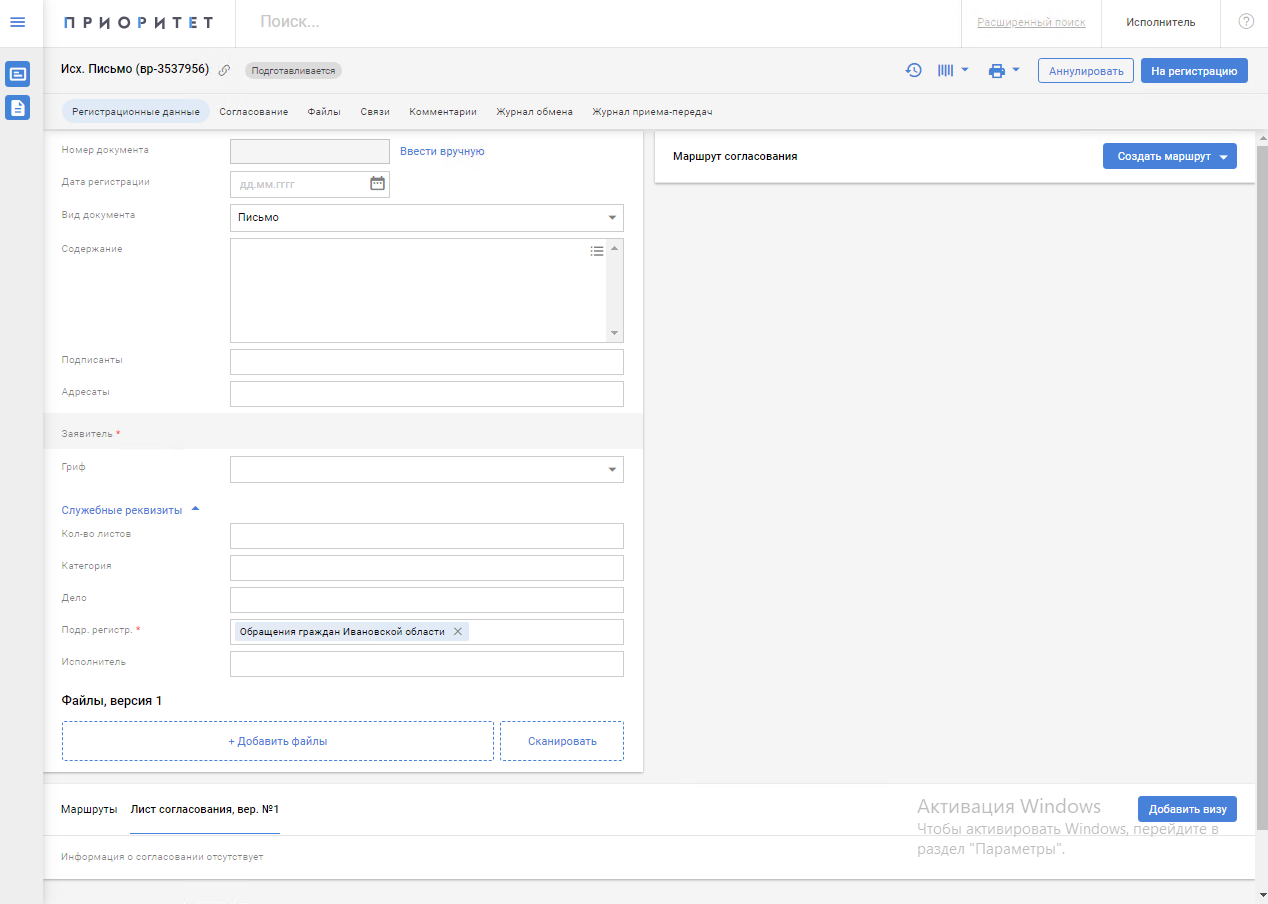 ПРИОРИТЕТ
Поиск...
Расширенный поиск
Исполнитель
?
Исх. Письмо (вр-3537956)
Подготавливается
Аннулировать
На регистрацию
Регистрационные данные
Согласование
Файлы
Связи
Комментарии
Журнал обмена
Журнал приема-передач
Номер документа
Ввести вручную
Дата регистрации
дд.мм.гггг
Вид документа
Письмо
Содержание
Подписанты
Адресаты
Заявитель *
Гриф
Служебные реквизиты
Кол-во листов
Категория
Дело
Подр. регистр. *
Обращения граждан Ивановской области
Исполнитель
Файлы, версия 1
+ Добавить файлы
Сканировать
Маршрут согласования
Создать маршрут
Маршруты
Лист согласования, вер. №1
Добавить визу
Информация о согласовании отсутствует
Активация Windows
Чтобы активировать Windows, перейдите в
раздел "Параметры".